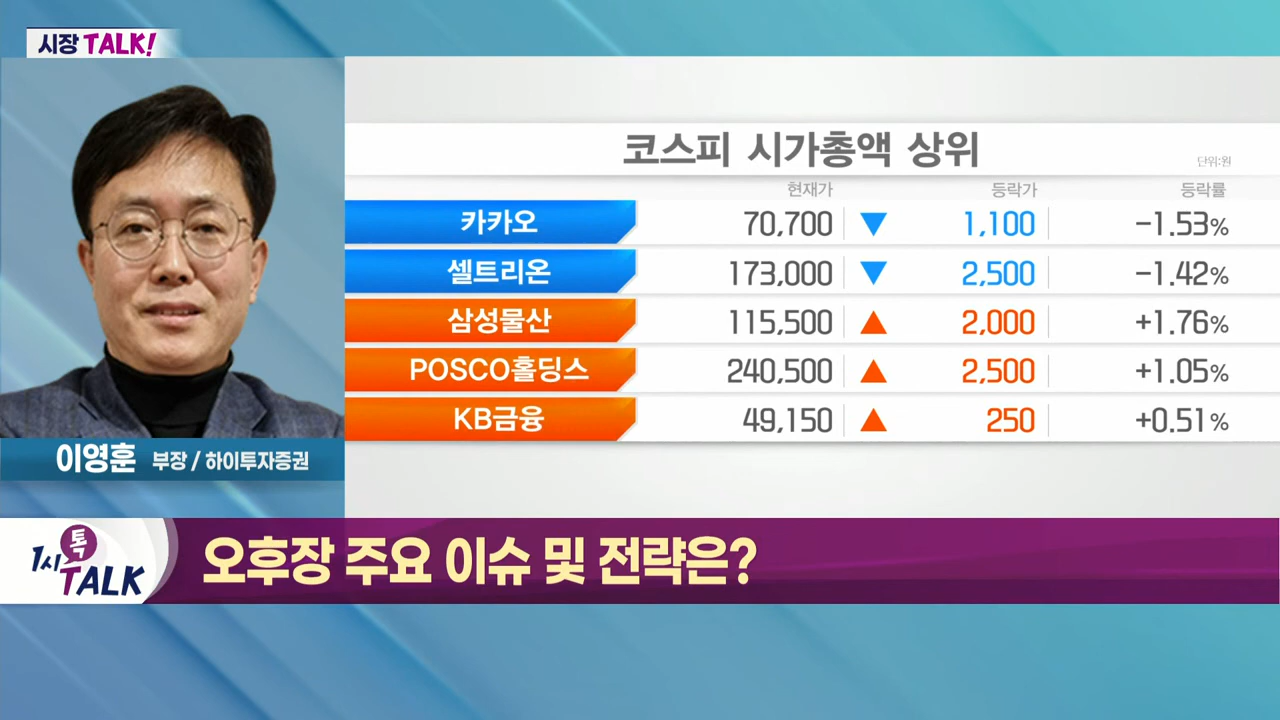 시장 TALK!
코스피 시가총액 상위
단위:원
현재가 등락가 등락률
카카오 70,700 ▼ 1,100 -1.53%
셀트리온 173,000 ▼ 2,500 -1.42%
삼성물산 115,500 ▲ 2,000 +1.76%
POSCO홀딩스 240,500 ▲ 2,500 +1.05%
KB금융 49,150 ▲ 250 +0.51%
이영훈 부장 / 하이투자증권
1시 톡 TALK
오후장 주요 이슈 및 전략은?